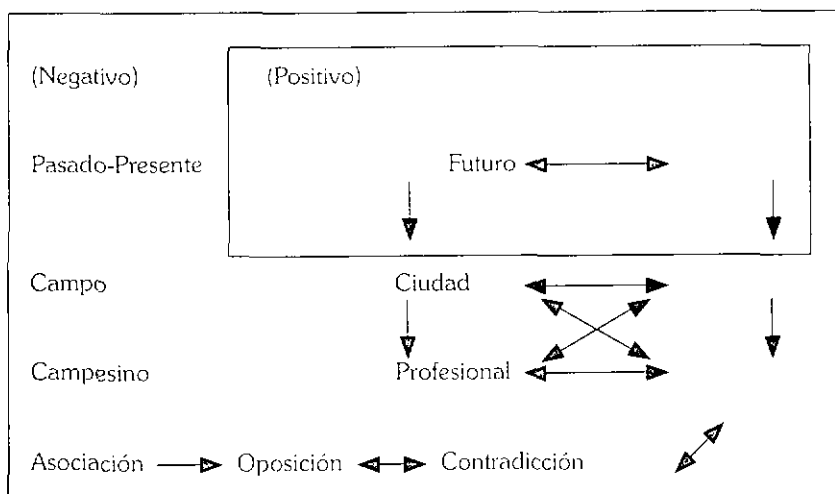 (Negativo) (Positivo)
Pasado-Presente Futuro
Campo Ciudad
Campesino Profesional
Asociación Oposición Contradicción